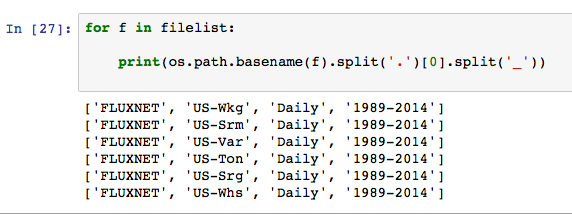 In [27]: for f in filelist:
print(os.path.basename(f).split('.')[0].split('_'))
['FLUXNET', 'US-Wkg', 'Daily', '1989-2014']
['FLUXNET', 'US-Srm', 'Daily', '1989-2014']
['FLUXNET', 'US-Var', 'Daily', '1989-2014']
['FLUXNET', 'US-Ton', 'Daily', '1989-2014']
['FLUXNET', 'US-Srg', 'Daily', '1989-2014']
['FLUXNET', 'US-Whs', 'Daily', '1989-2014']